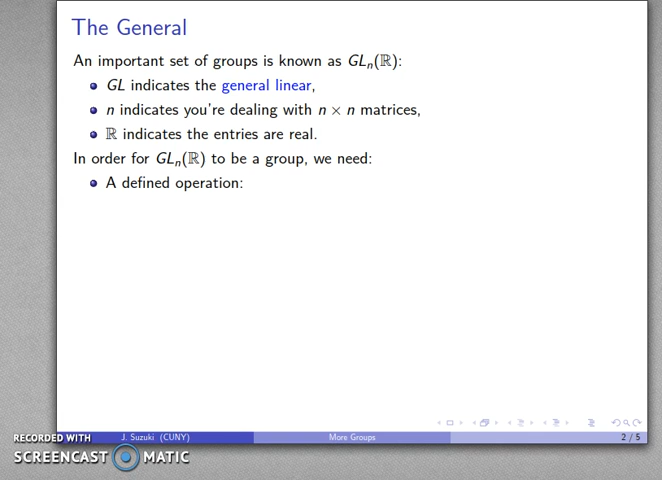 The General
An important set of groups is known as GLₙ(ℝ):
GL indicates the general linear,
n indicates you're dealing with n × n matrices,
ℝ indicates the entries are real.
In order for GLₙ(ℝ) to be a group, we need:
A defined operation:
J. Suzuki (CUNY) More Groups 2 / 5
RECORDED WITH
SCREENCAST MATIC